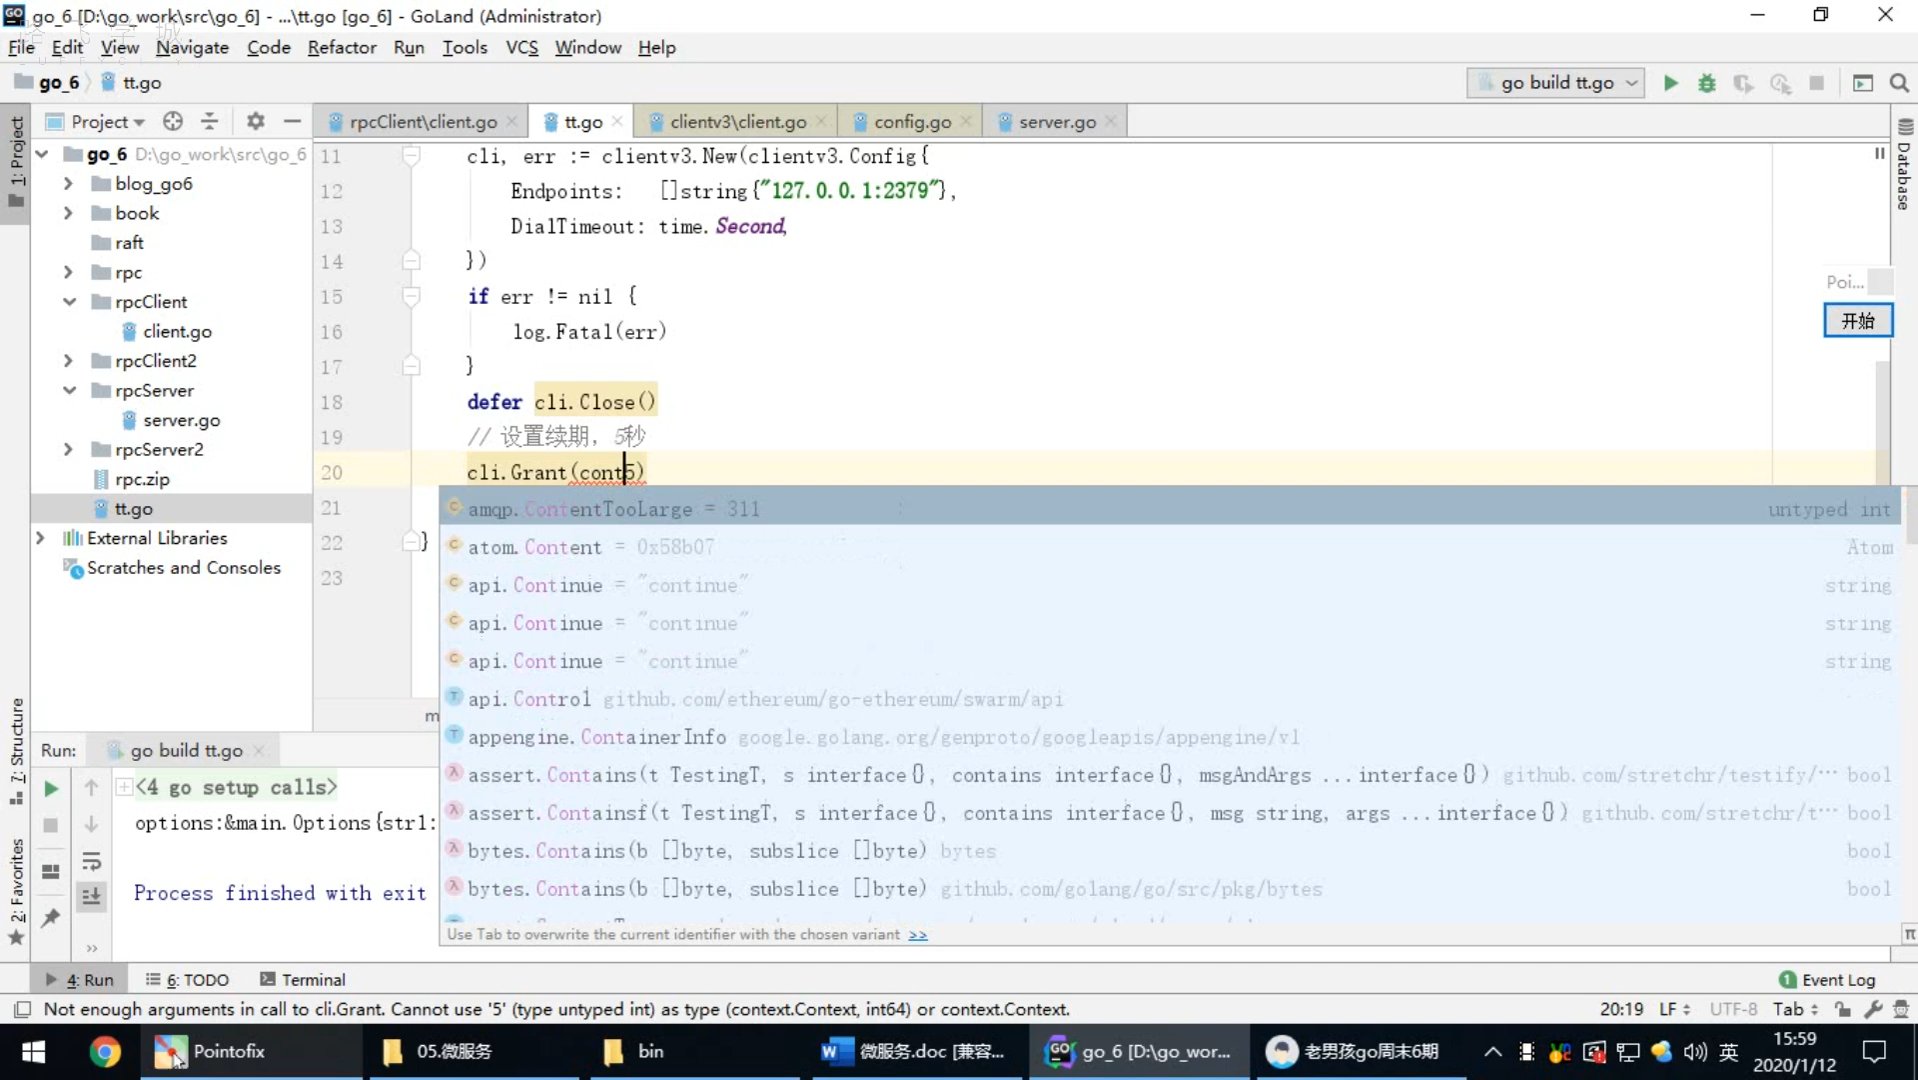 go_6 [D:\go_work\src\go_6] - ...\tt.go [go_6] - GoLand (Administrator)
File Edit View Navigate Code Refactor Run Tools VCS Window Help
go_6 tt.go
go build tt.go
1: Project
Project
rpcClient\client.go
tt.go
clientv3\client.go
config.go
server.go
Database
go_6 D:\go_work\src\go_6
blog_go6
book
raft
rpc
rpcClient
client.go
rpcClient2
rpcServer
server.go
rpcServer2
rpc.zip
tt.go
External Libraries
Scratches and Consoles
11 cli, err := clientv3.New(clientv3.Config{
12 Endpoints: []string{"127.0.0.1:2379"},
13 DialTimeout: time.Second,
14 })
15 if err != nil {
16 log.Fatal(err)
17 }
18 defer cli.Close()
19 // 设置续期，5秒
20 cli.Grant(cont5)
21
22 }
23
Poi...
开始
amqp.ContentTooLarge = 311 untyped int
atom.Content = 0x58b07 Atom
api.Continue = "continue" string
api.Continue = "continue" string
api.Continue = "continue" string
api.Control github.com/ethereum/go-ethereum/swarm/api
appengine.ContainerInfo google.golang.org/genproto/googleapis/appengine/v1
assert.Contains(t TestingT, s interface{}, contains interface{}, msgAndArgs ...interface{}) github.com/stretchr/testify/… bool
assert.Containsf(t TestingT, s interface{}, contains interface{}, msg string, args ...interface{}) github.com/stretchr/t… bool
bytes.Contains(b []byte, subslice []byte) bytes bool
bytes.Contains(b []byte, subslice []byte) github.com/golang/go/src/pkg/bytes bool
Use Tab to overwrite the current identifier with the chosen variant >>
m
7: Structure
2: Favorites
Run: go build tt.go
<4 go setup calls>
options:&main.Options{str1:
Process finished with exit
4: Run 6: TODO Terminal
1 Event Log
Not enough arguments in call to cli.Grant. Cannot use '5' (type untyped int) as type (context.Context, int64) or context.Context.
20:19 LF UTF-8 Tab
Pointofix
05.微服务
bin
微服务.doc [兼容...
go_6 [D:\go_wor...
老男孩go周末6期
英
15:59
2020/1/12